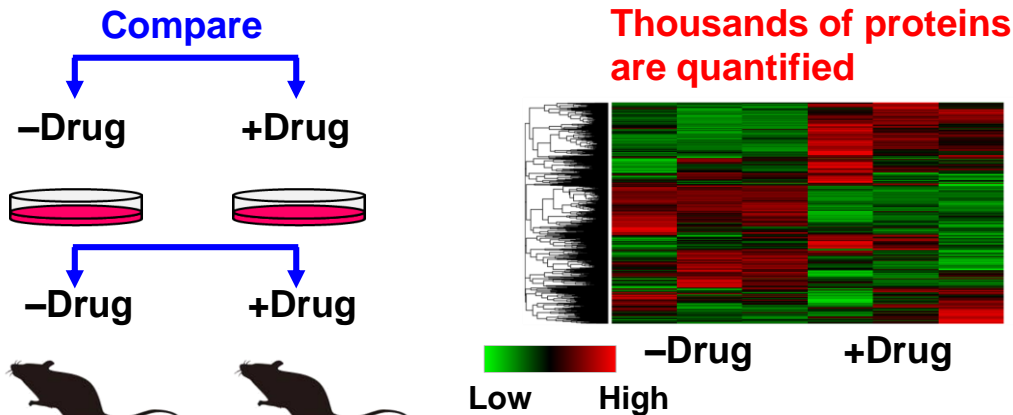 Compare
–Drug +Drug
–Drug +Drug
Thousands of proteins
are quantified
–Drug +Drug
Low High